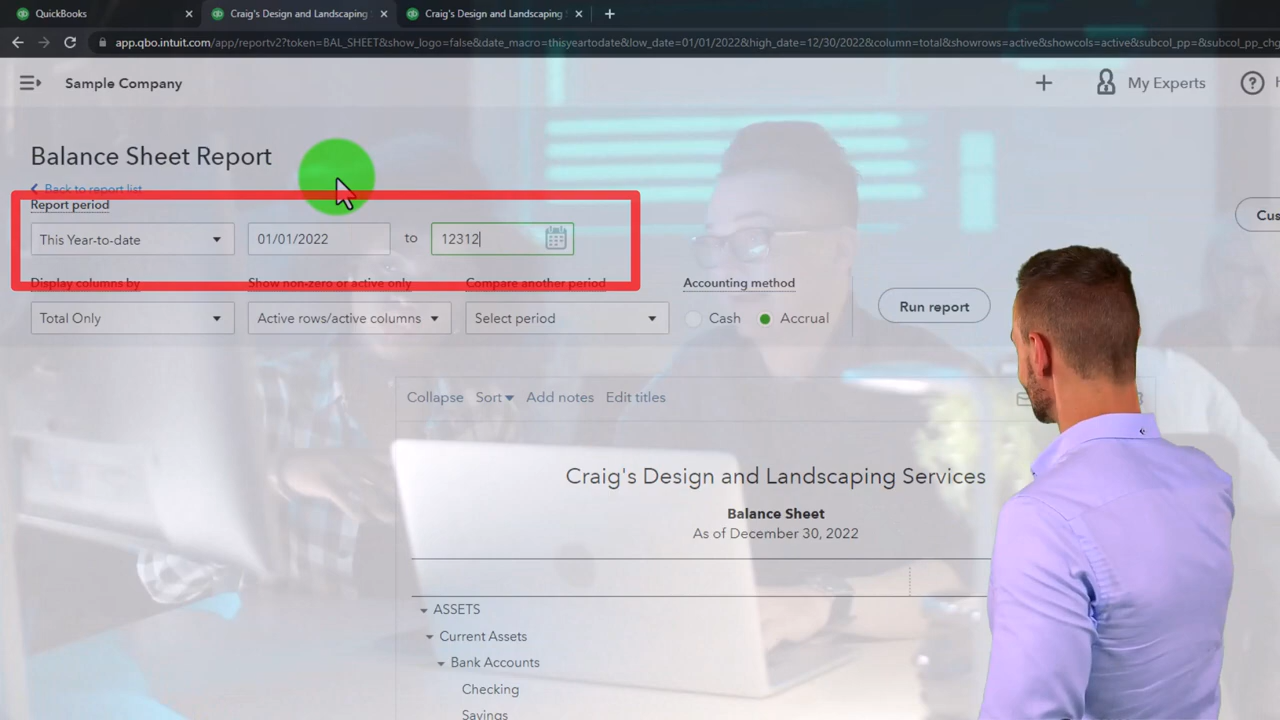 QuickBooks
Craig's Design and Landscaping
Craig's Design and Landscaping
app.qbo.intuit.com/app/reportv2?token=BAL_SHEET&show_logo=false&date_macro=thisyeartodate&low_date=01/01/2022&high_date=12/30/2022&column=total&showrows=active&showcols=active&subcol_pp=&subcol_pp_chg
Sample Company
My Experts
Balance Sheet Report
Back to report list
Report period
This Year-to-date 01/01/2022 to 12312
Display columns by Show non-zero or active only Compare another period Accounting method
Total Only Active rows/active columns Select period Cash Accrual Run report
Cus
Collapse Sort Add notes Edit titles
Craig's Design and Landscaping Services
Balance Sheet
As of December 30, 2022
ASSETS
Current Assets
Bank Accounts
Checking
Savings